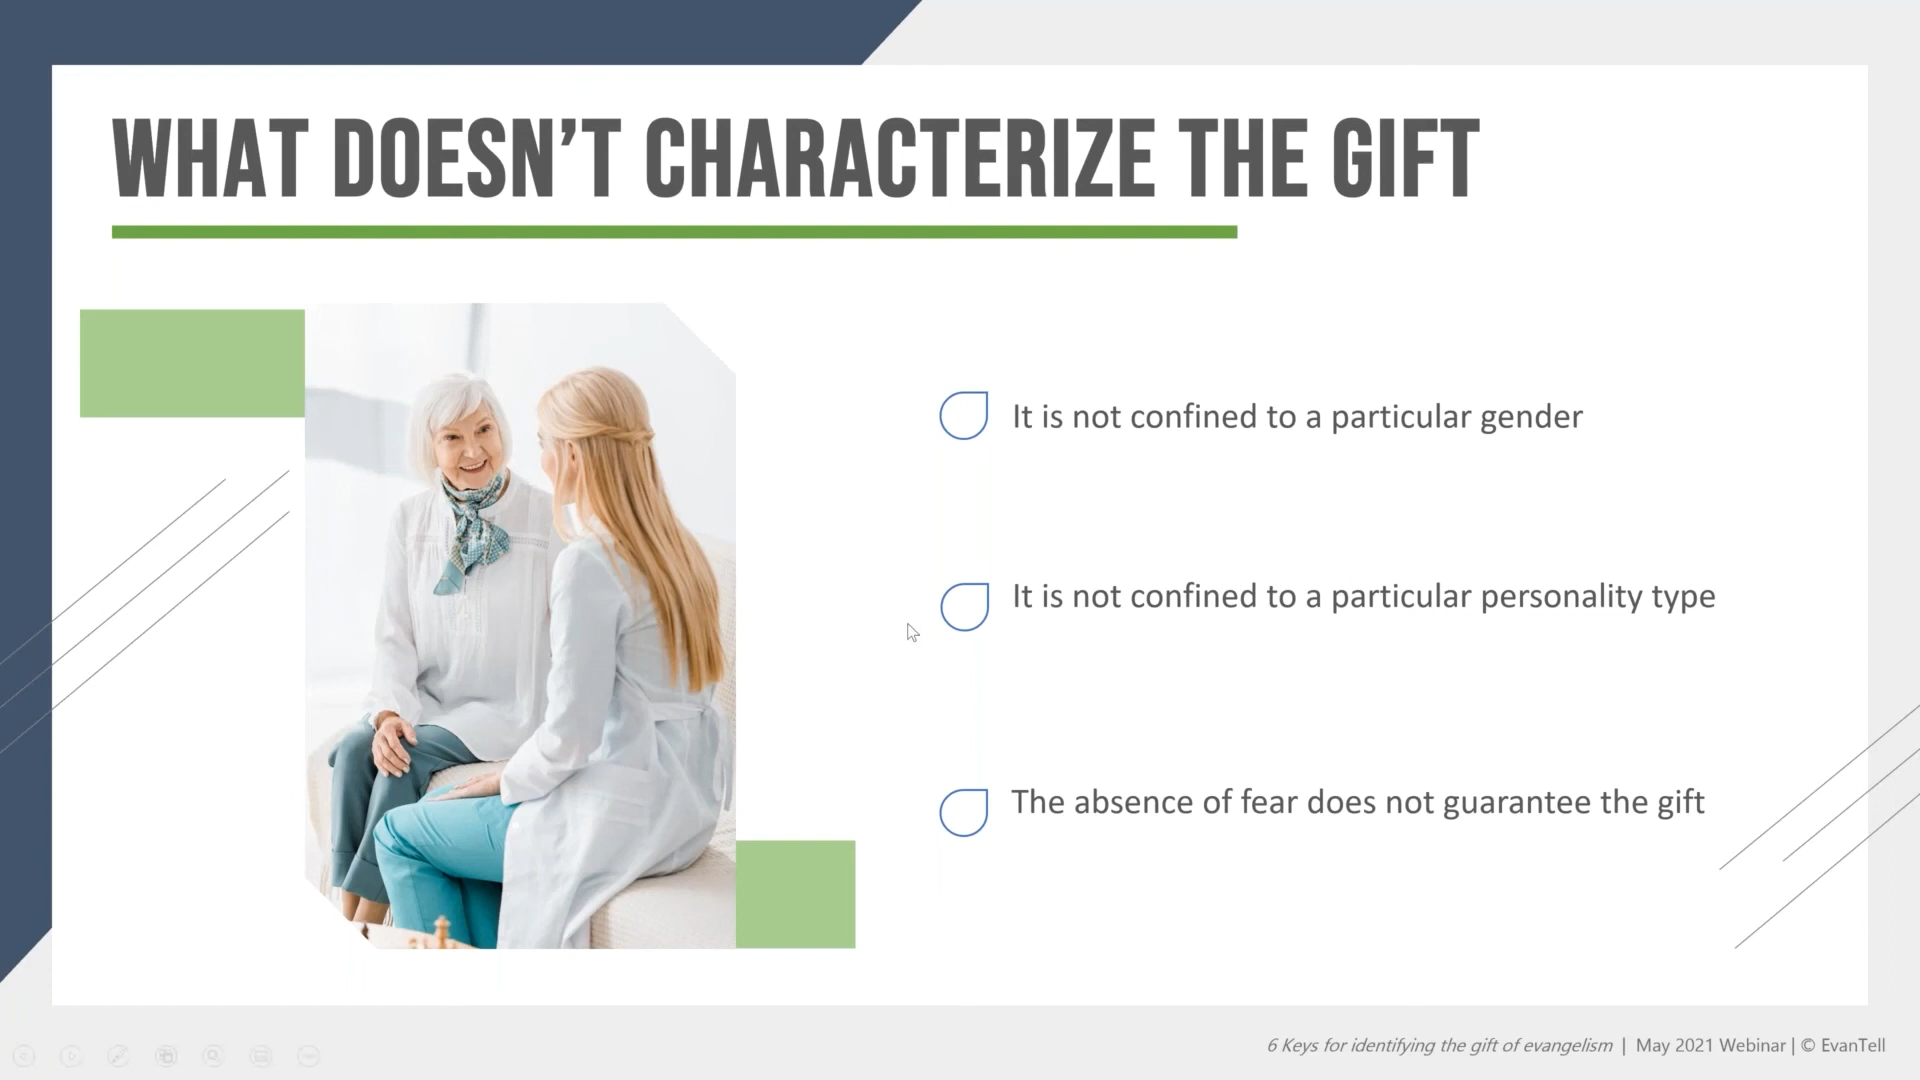 WHAT DOESN’T CHARACTERIZE THE GIFT
It is not confined to a particular gender
It is not confined to a particular personality type
The absence of fear does not guarantee the gift
6 Keys for identifying the gift of evangelism | May 2021 Webinar | © EvanTell